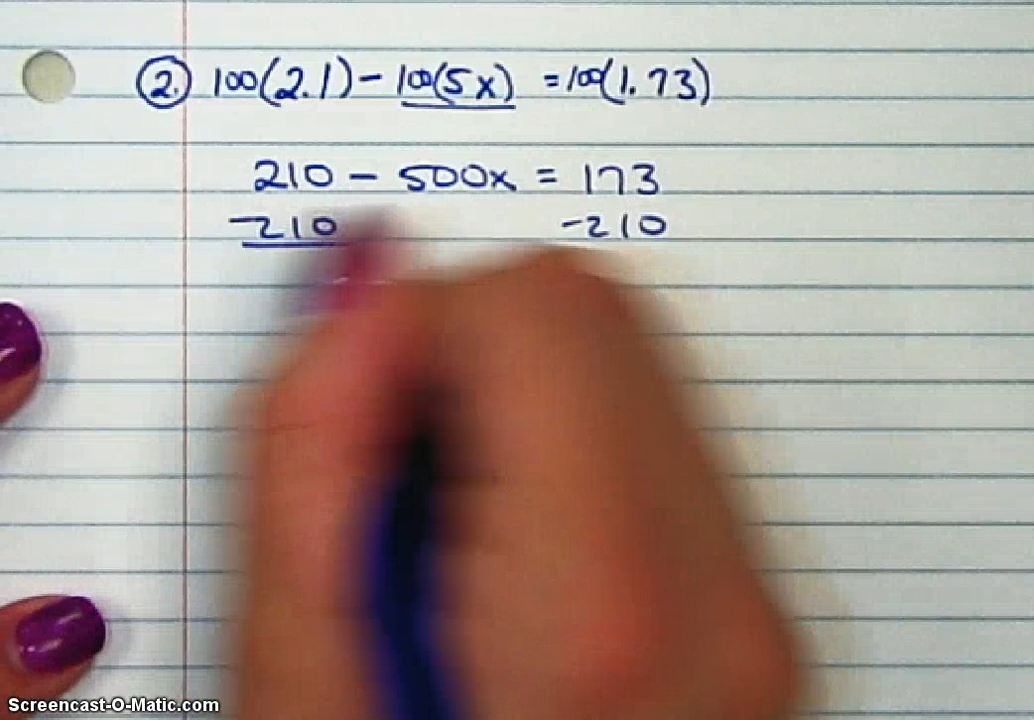 2. 100(2.1) - 100(5x) = 100(1.73)
210 - 500x = 173
-210 -210
Screencast-O-Matic.com